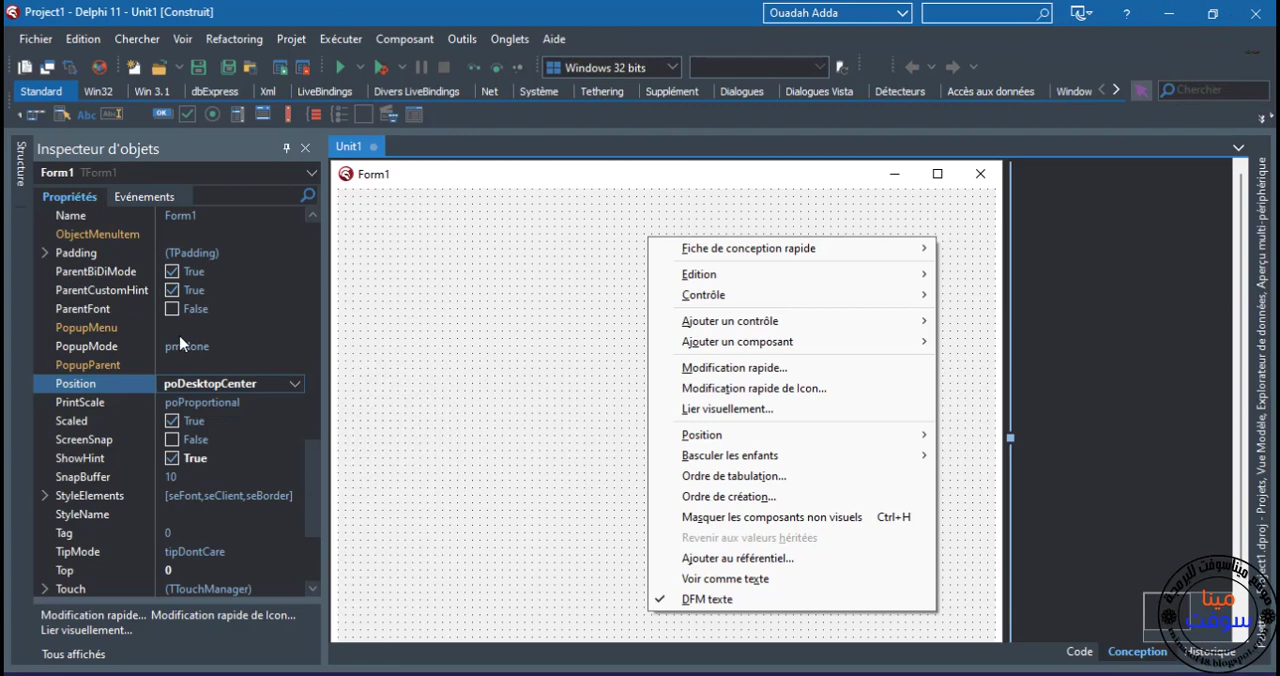 Project1 - Delphi 11 - Unit1 [Construit]
Ouadah Adda
Fichier Edition Chercher Voir Refactoring Projet Exécuter Composant Outils Onglets Aide
Windows 32 bits
Standard Win32 Win 3.1 dbExpress Xml LiveBindings Divers LiveBindings Net Système Tethering Supplément Dialogues Dialogues Vista Détecteurs Accès aux données Window
Chercher
Abc
OK
Structure
Inspecteur d'objets
Form1 TForm1
Propriétés Evénements
Name Form1
ObjectMenuItem
Padding (TPadding)
ParentBiDiMode True
ParentCustomHint True
ParentFont False
PopupMenu
PopupMode
PopupParent
Position poDesktopCenter
PrintScale poProportional
Scaled True
ScreenSnap False
ShowHint True
SnapBuffer 10
StyleElements [seFont,seClient,seBorder]
StyleName
Tag 0
TipMode tipDontCare
Top 0
Touch (TTouchManager)
Modification rapide... Modification rapide de Icon...
Lier visuellement...
Tous affichés
Unit1
Form1
Fiche de conception rapide
Edition
Contrôle
Ajouter un contrôle
Ajouter un composant
Modification rapide...
Modification rapide de Icon...
Lier visuellement...
Position
Basculer les enfants
Ordre de tabulation...
Ordre de création...
Masquer les composants non visuels Ctrl+H
Revenir aux valeurs héritées
Ajouter au référentiel...
Voir comme texte
DFM texte
Code Conception Historique
Project1.dproj - Projets, Vue Modèle, Explorateur de données, Aperçu multi-périphérique
موقع ميناسوفت للبرمجة
مينا
سوفت